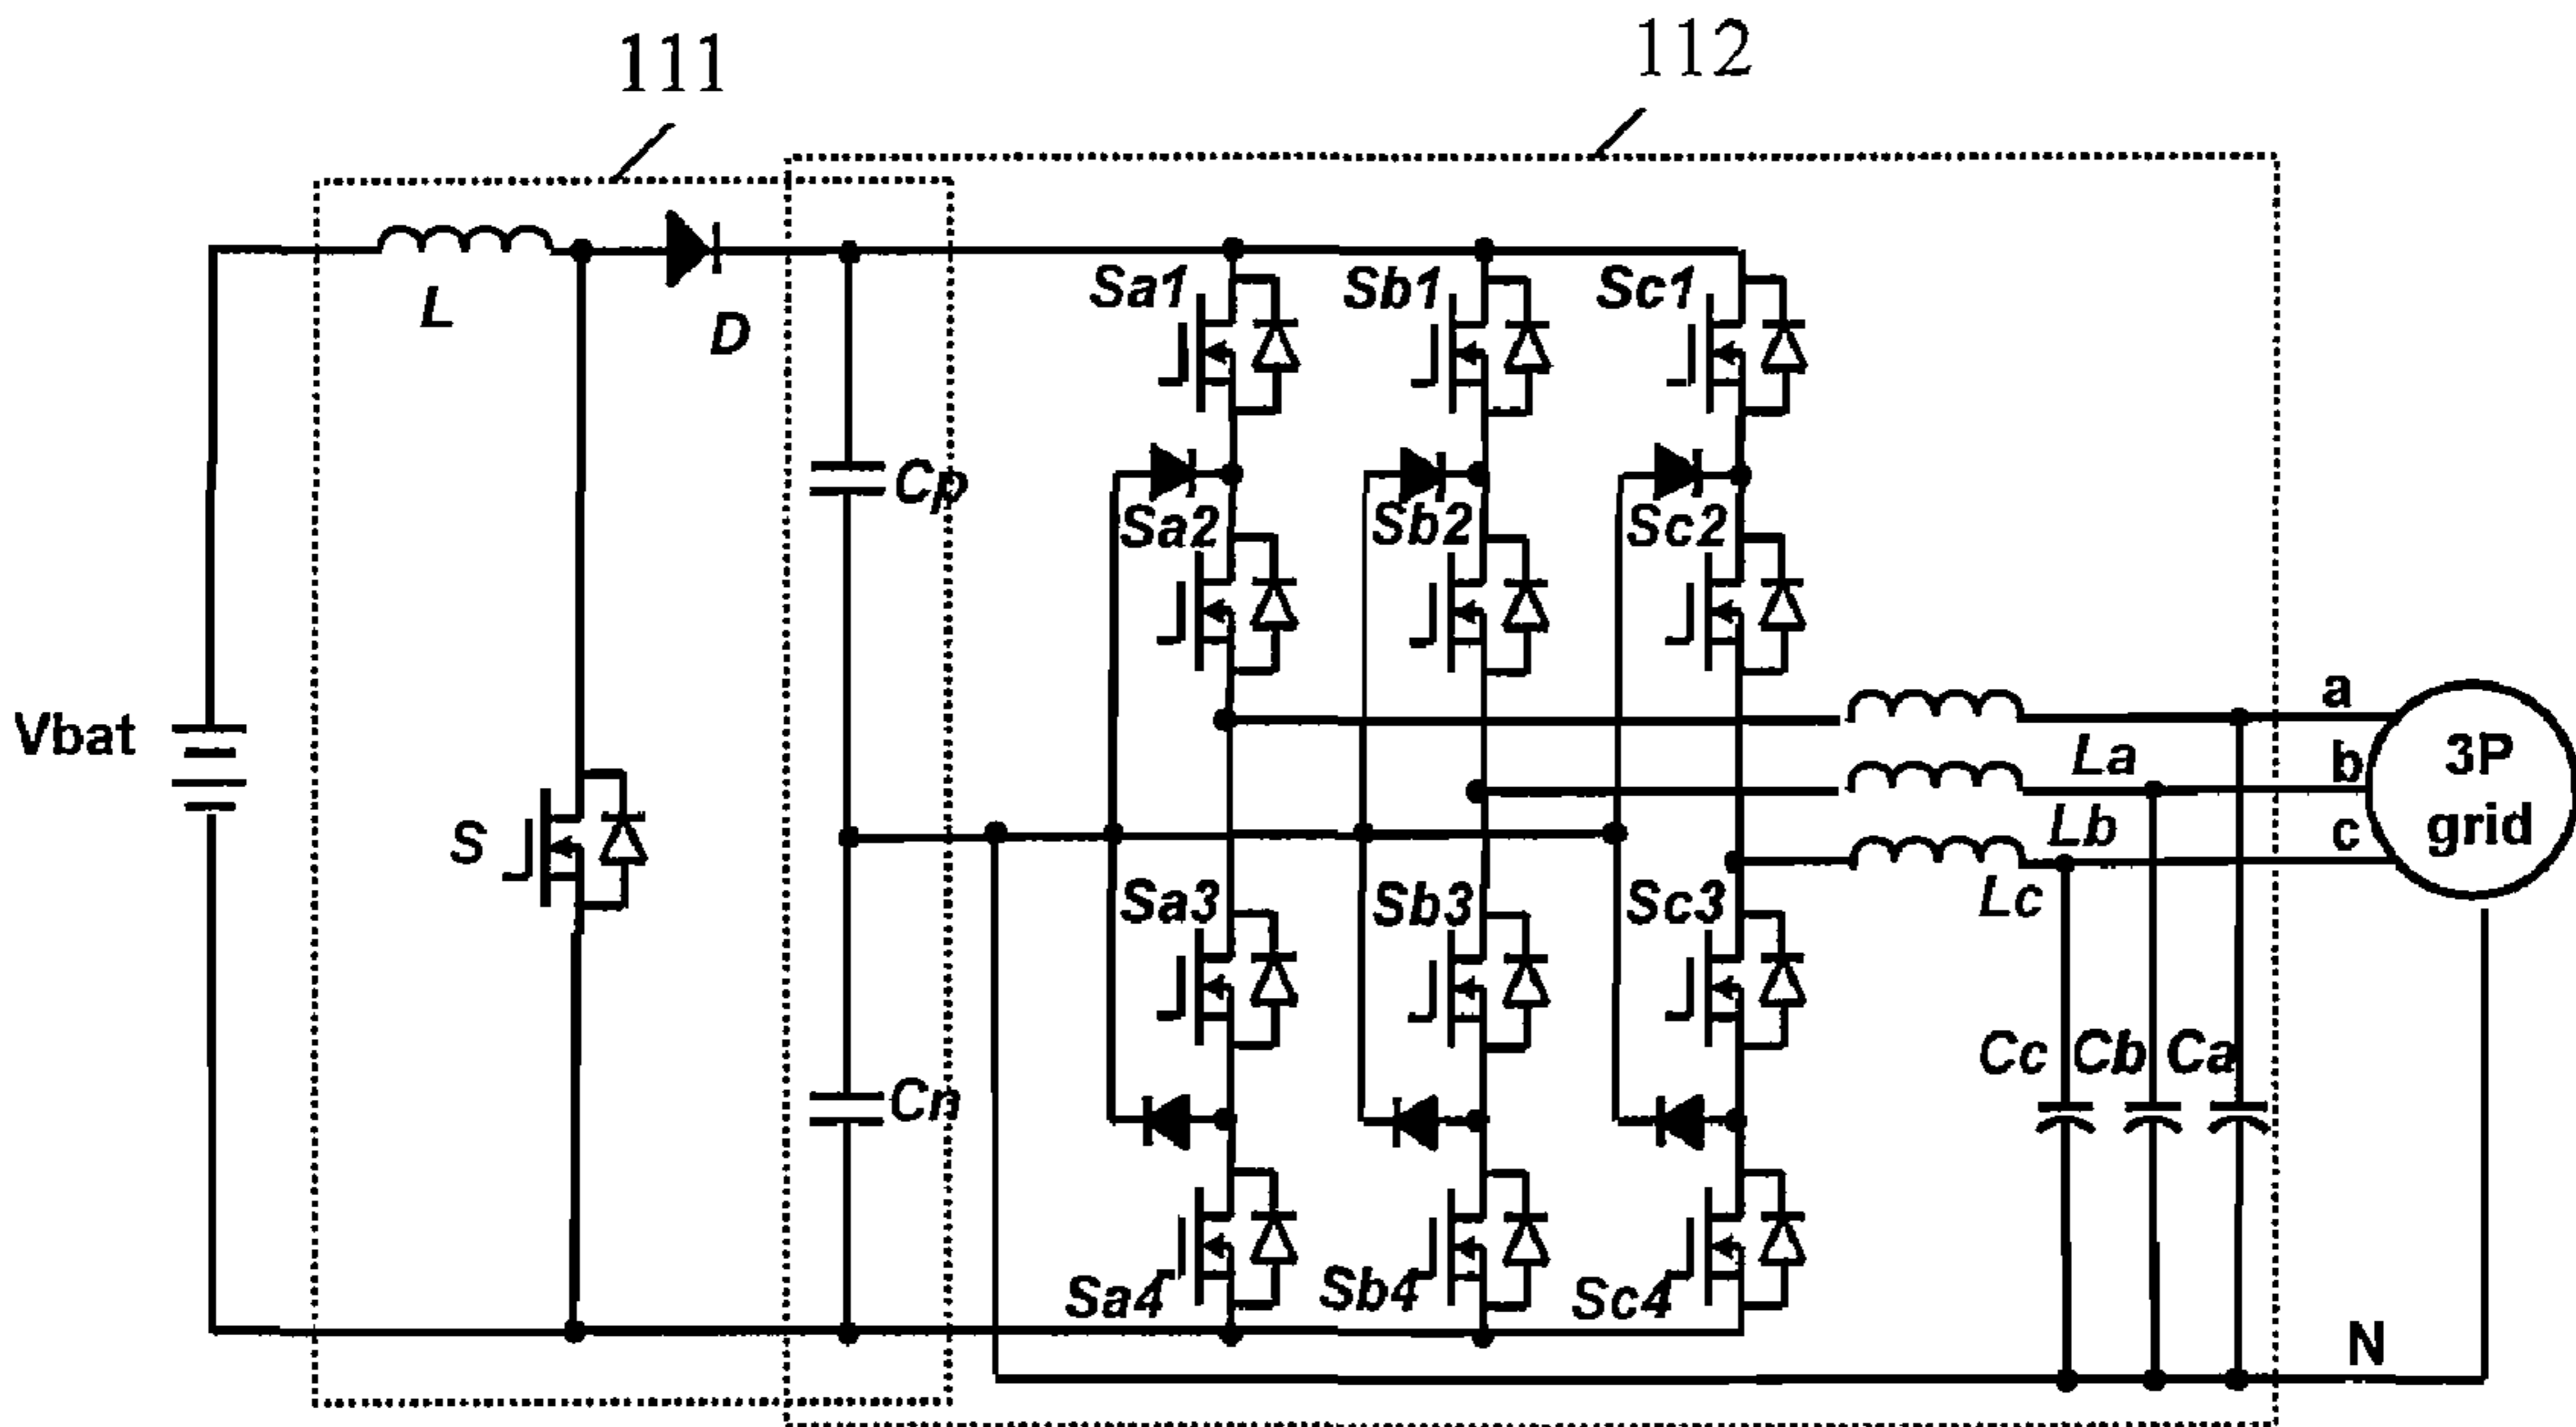 111
112
L
D
Sa1
Sb1
Sc1
Cp
Sa2
Sb2
Sc2
Vbat
a
3P
grid
La
b
S
Lb
c
Sa3
Sb3
Sc3
Lc
Cc
Cb
Ca
Cn
Sa4
Sb4
Sc4
N